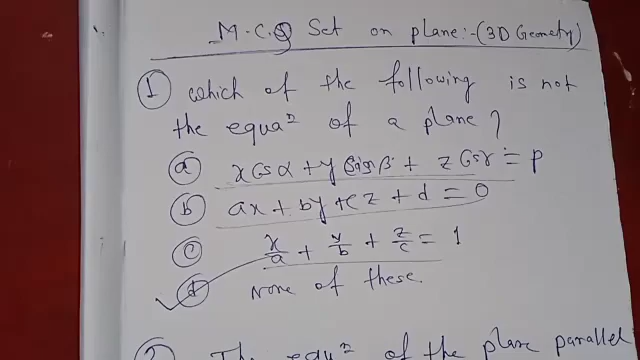 M.C.Q Set on plane:-(3D Geometry)
① which of the following is not
the equaⁿ of a plane?
ⓐ x cos α + y β + z cos γ = p
ⓑ ax + by + cz + d = 0
ⓒ x/a + y/b + z/c = 1
ⓓ None of these.
② The equaⁿ of the plane parallel